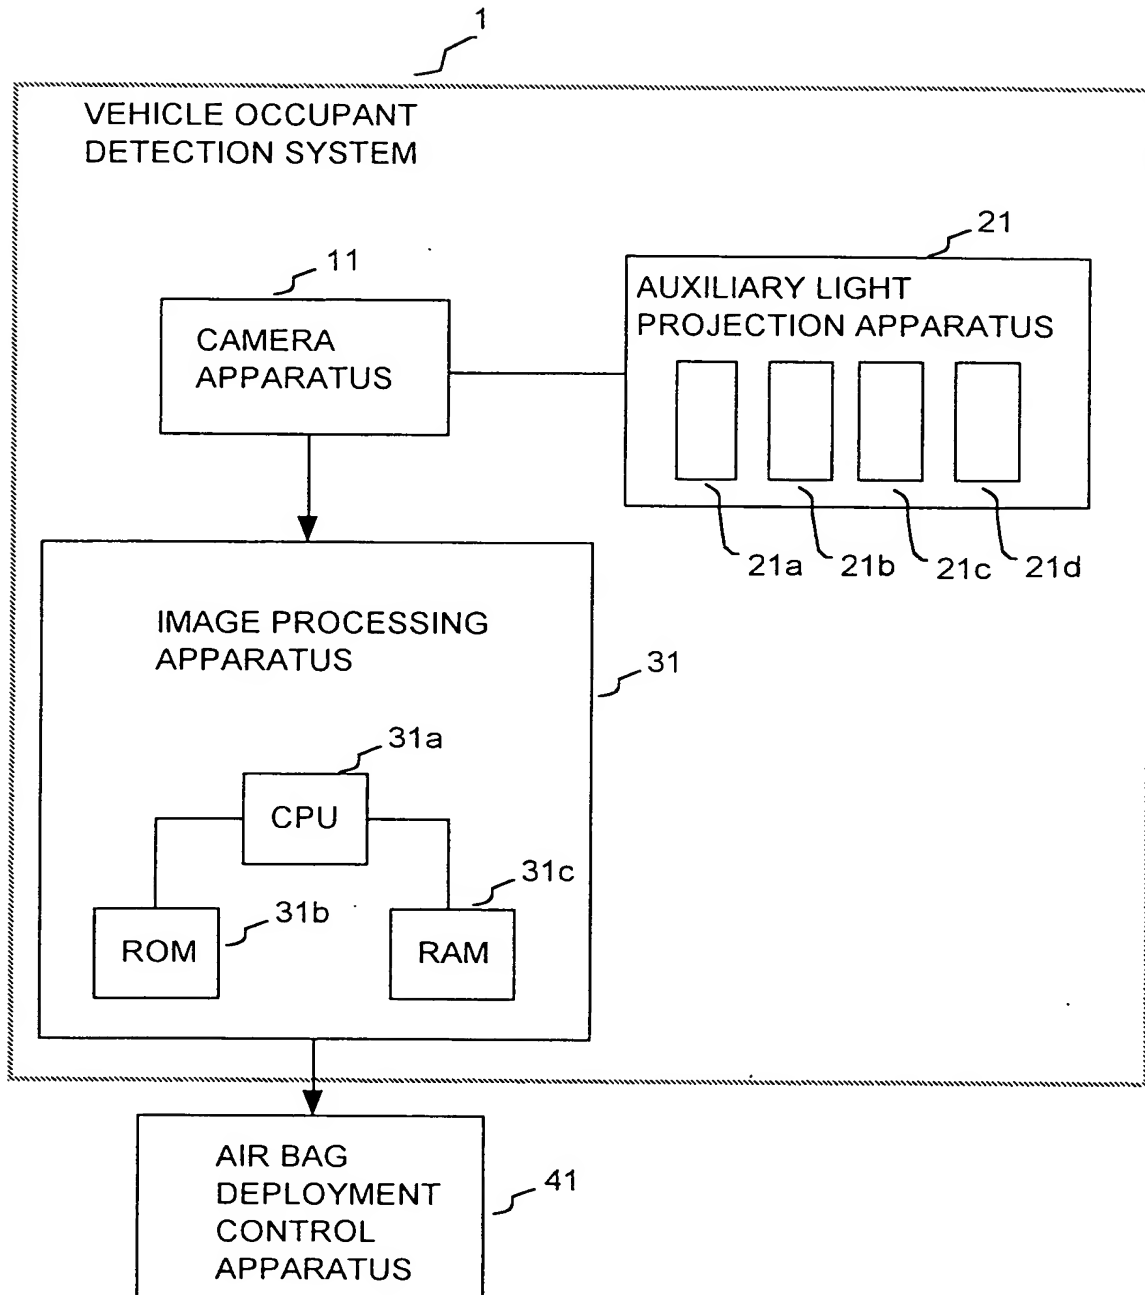 1
VEHICLE OCCUPANT
DETECTION SYSTEM
21
11
AUXILIARY LIGHT
PROJECTION APPARATUS
CAMERA
APPARATUS
21a
21b
21c
21d
IMAGE PROCESSING
APPARATUS
31
31a
CPU
31c
31b
ROM
RAM
AIR BAG
DEPLOYMENT
CONTROL
APPARATUS
41